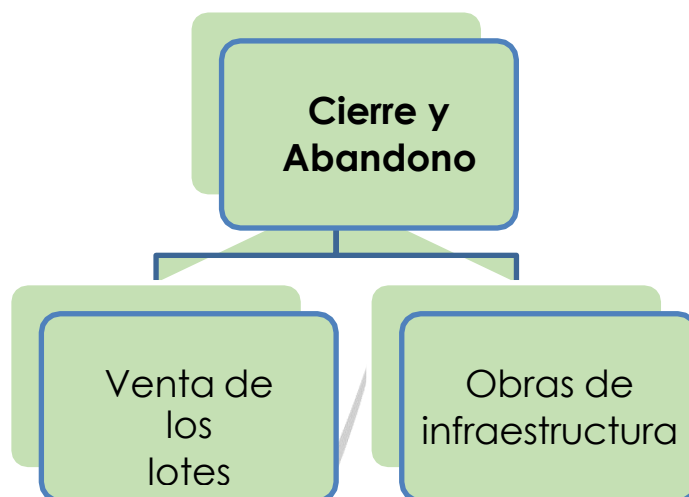 Cierre y
Abandono
Venta de
los
lotes
Obras de
infraestructura